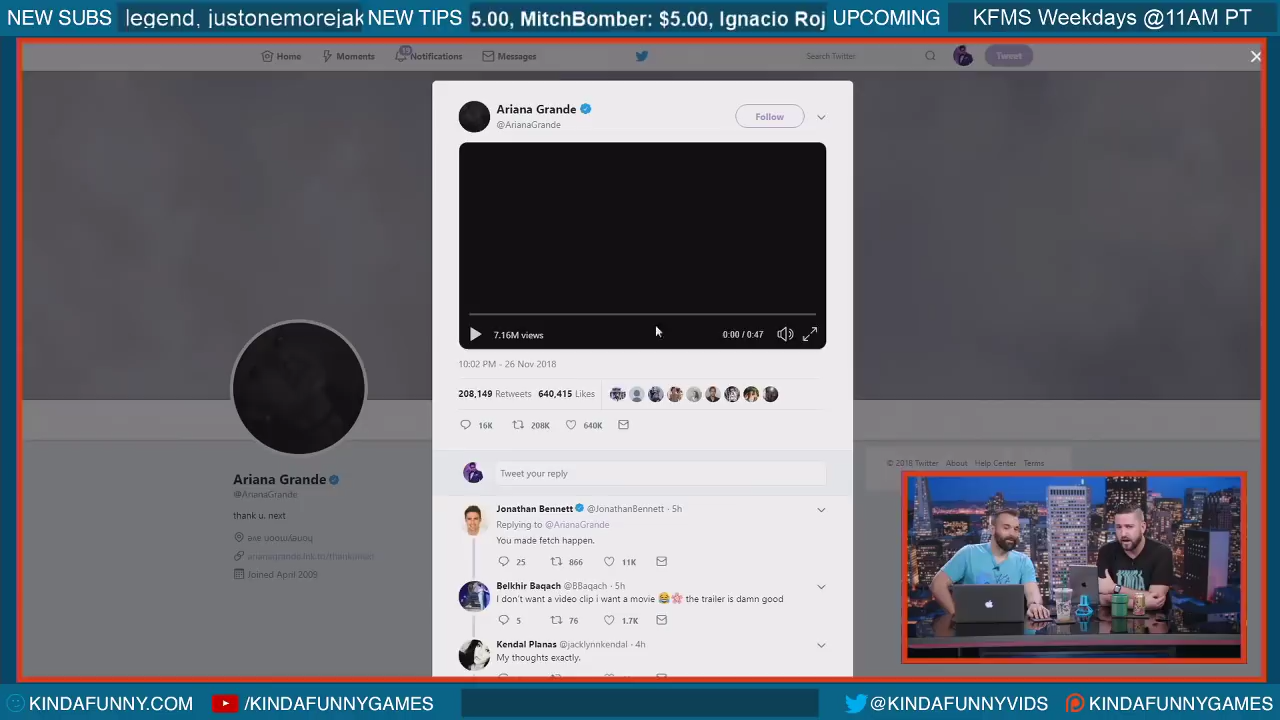 NEW SUBS
legend, justonemorejak
NEW TIPS
5.00, MitchBomber: $5.00, Ignacio Roj
UPCOMING
KFMS Weekdays @11AM PT
Home
Moments
13
Notifications
Messages
Search Twitter
Tweet
Ariana Grande
@ArianaGrande
Follow
7.16M views
0:00 / 0:47
10:02 PM - 26 Nov 2018
208,149 Retweets 640,415 Likes
16K 208K 640K
Tweet your reply
Jonathan Bennett @JonathanBennett · 5h
Replying to @ArianaGrande
You made fetch happen.
25 866 11K
Belkhir Baqach @BBaqach · 5h
I don't want a video clip i want a movie 😂🌸 the trailer is damn good
5 76 1.7K
Kendal Planas @jacklynnkendal · 4h
My thoughts exactly.
Ariana Grande
@ArianaGrande
thank u, next
Joined April 2009
© 2018 Twitter About Help Center Terms
KINDAFUNNY.COM
/KINDAFUNNYGAMES
@KINDAFUNNYVIDS
KINDAFUNNYGAMES